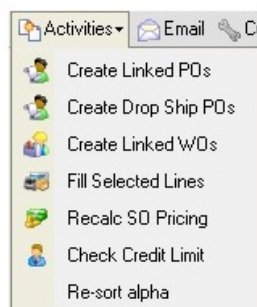 Activities Email C
Create Linked POs
Create Drop Ship POs
Create Linked WOs
Fill Selected Lines
Recalc SO Pricing
Check Credit Limit
Re-sort alpha